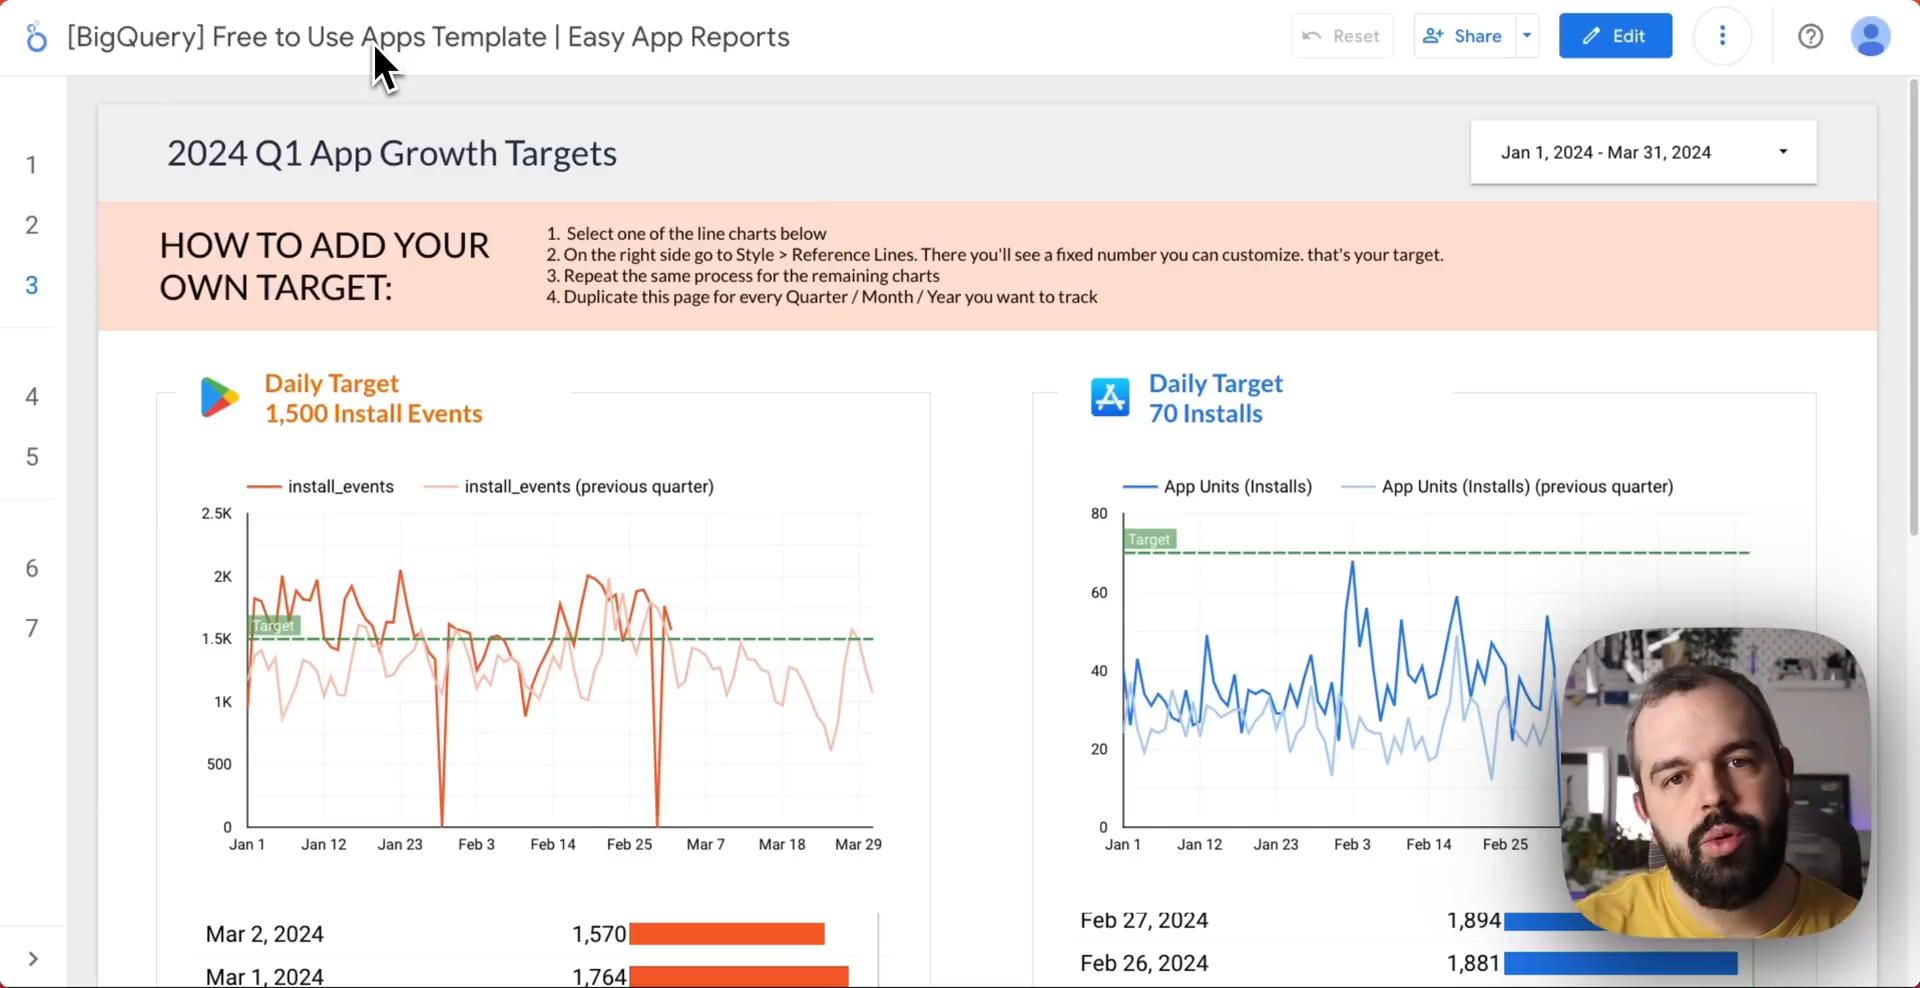 [BigQuery] Free to Use Apps Template | Easy App Reports
Reset
Share
Edit
1
2
3
4
5
6
7
2024 Q1 App Growth Targets
Jan 1, 2024 - Mar 31, 2024
HOW TO ADD YOUR
OWN TARGET:
1. Select one of the line charts below
2. On the right side go to Style > Reference Lines. There you'll see a fixed number you can customize. that's your target.
3. Repeat the same process for the remaining charts
4. Duplicate this page for every Quarter / Month / Year you want to track
Daily Target
1,500 Install Events
install_events
install_events (previous quarter)
2.5K
2K
1.5K
1K
500
0
Target
Jan 1
Jan 12
Jan 23
Feb 3
Feb 14
Feb 25
Mar 7
Mar 18
Mar 29
Mar 2, 2024 1,570
Mar 1, 2024 1,764
Daily Target
70 Installs
App Units (Installs)
App Units (Installs) (previous quarter)
80
60
40
20
0
Target
Jan 1
Jan 12
Jan 23
Feb 3
Feb 14
Feb 25
Feb 27, 2024 1,894
Feb 26, 2024 1,881